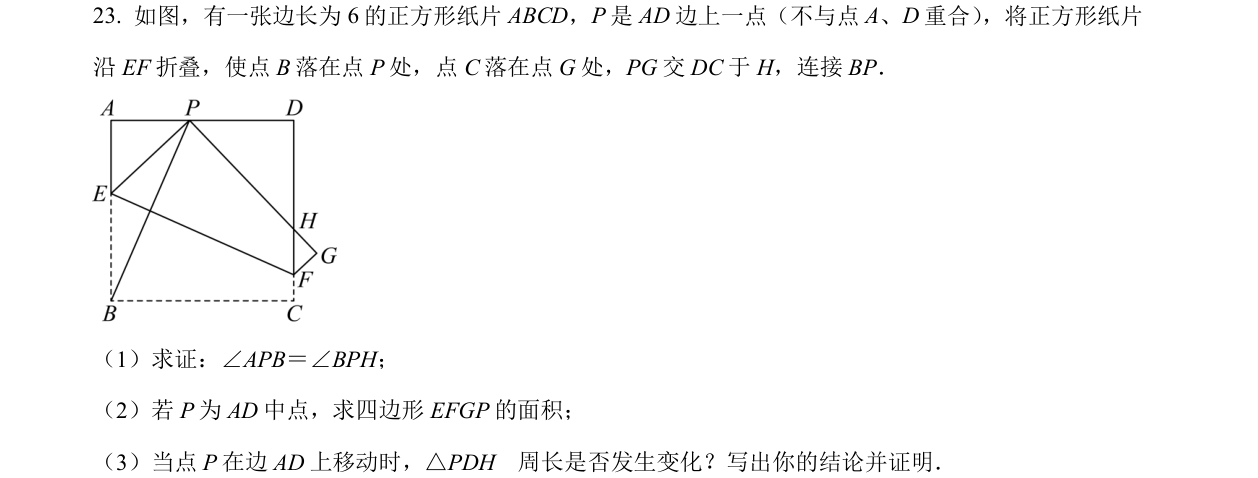 23. 如图，有一张边长为 6 的正方形纸片 ABCD，P 是 AD 边上一点（不与点 A、D 重合），将正方形纸片
沿 EF 折叠，使点 B 落在点 P 处，点 C 落在点 G 处，PG 交 DC 于 H，连接 BP．
A P D
E
H
G
F
B C
（1）求证：∠APB＝∠BPH；
（2）若 P 为 AD 中点，求四边形 EFGP 的面积；
（3）当点 P 在边 AD 上移动时，△PDH 周长是否发生变化？写出你的结论并证明．